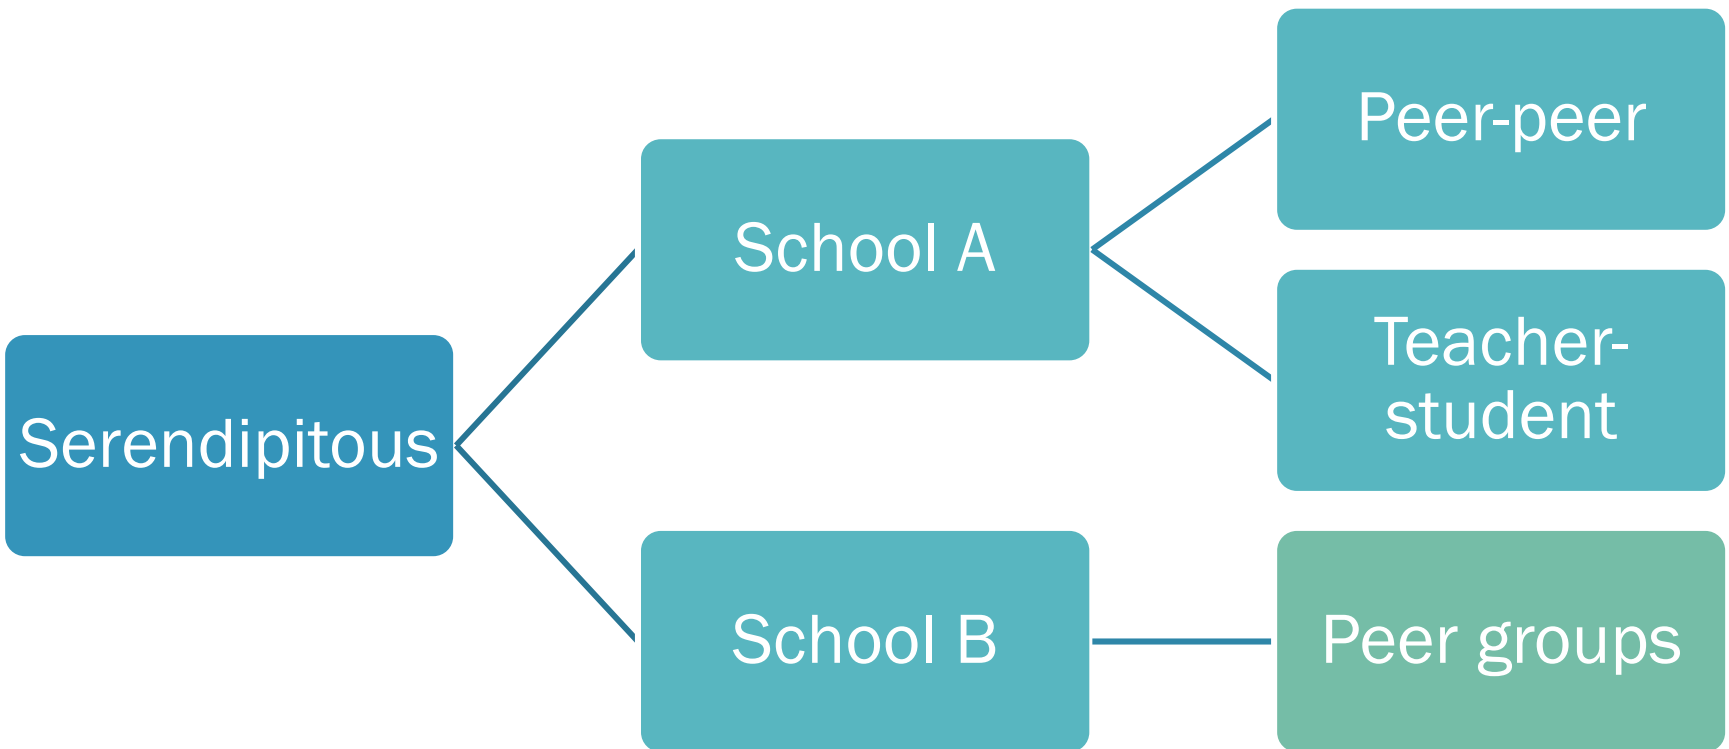 Serendipitous
School A
Peer-peer
Teacher-
student
School B
Peer groups